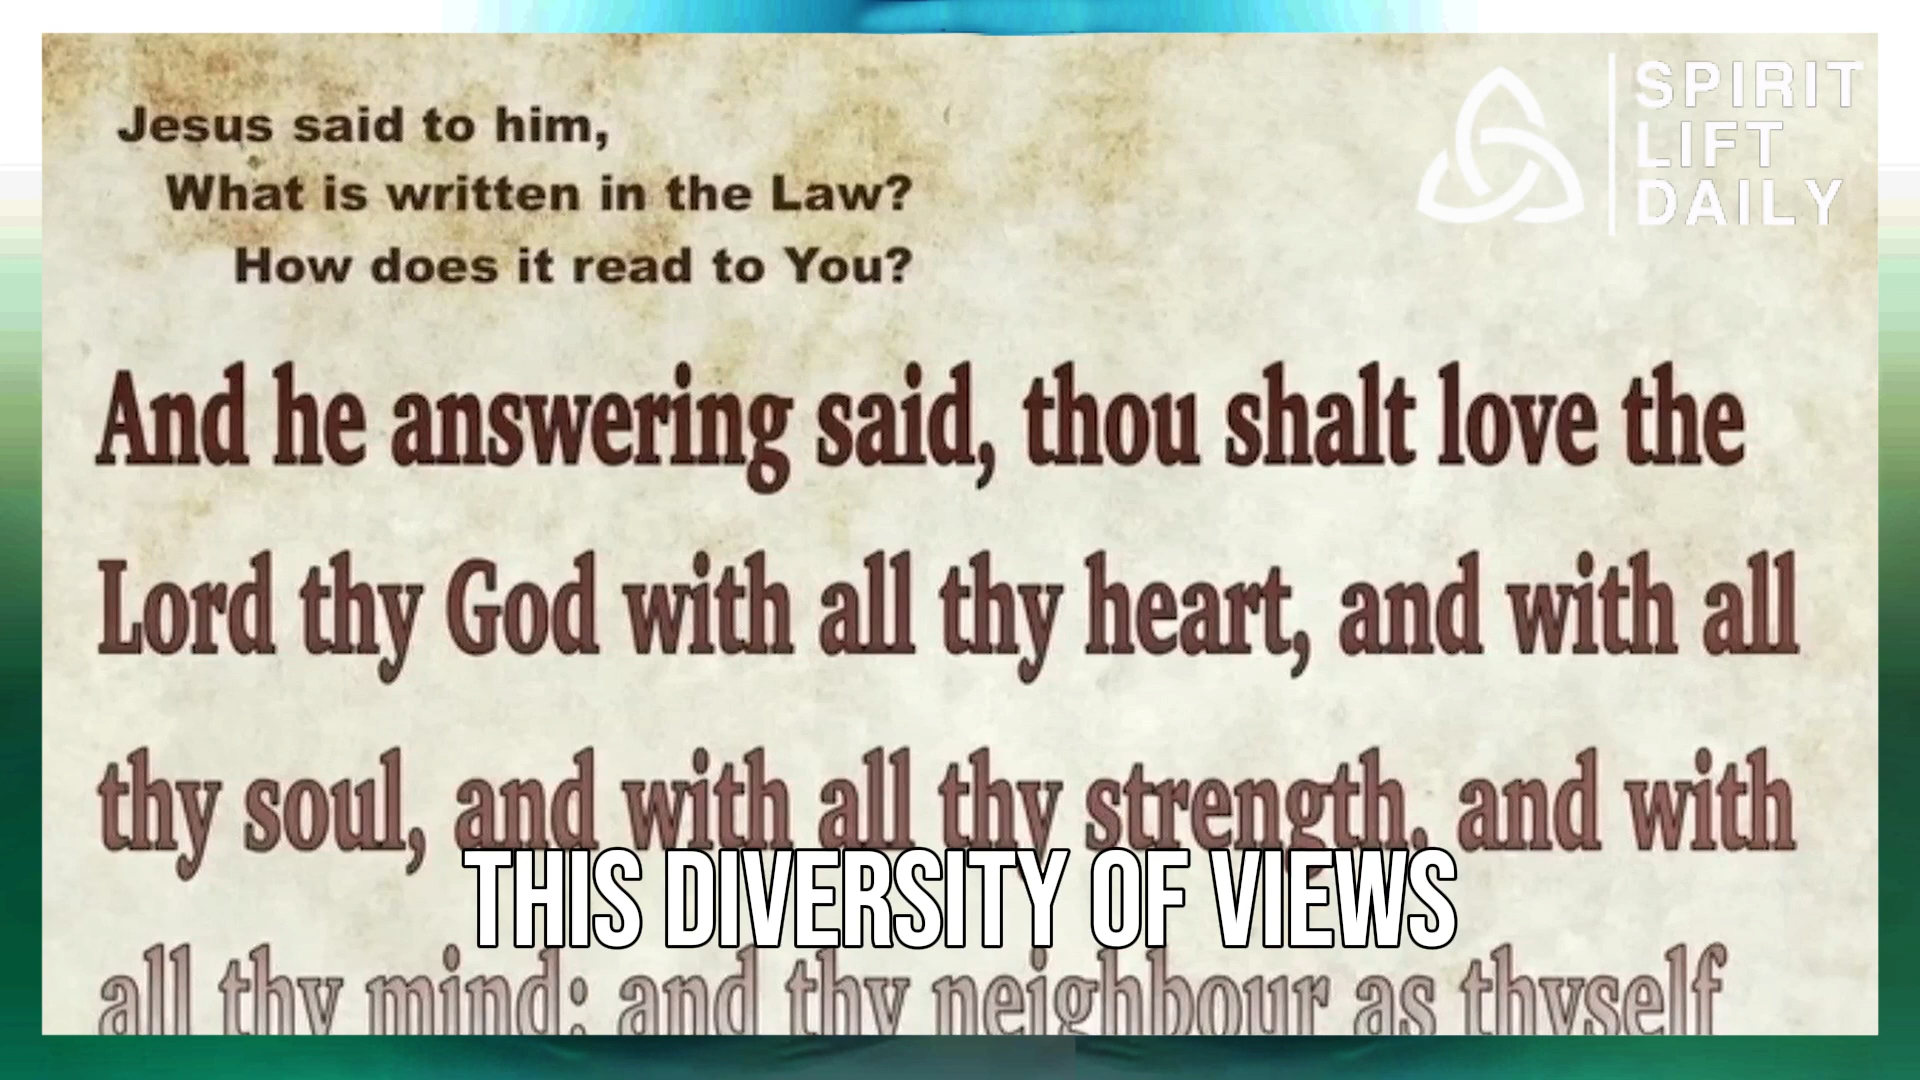 Jesus said to him,
What is written in the Law?
How does it read to You?
SPIRIT
LIFT
DAILY
And he answering said, thou shalt love the
Lord thy God with all thy heart, and with all
thy soul, and with all thy strength, and with
THIS DIVERSITY OF VIEWS
all thy mind; and thy neighbour as thyself